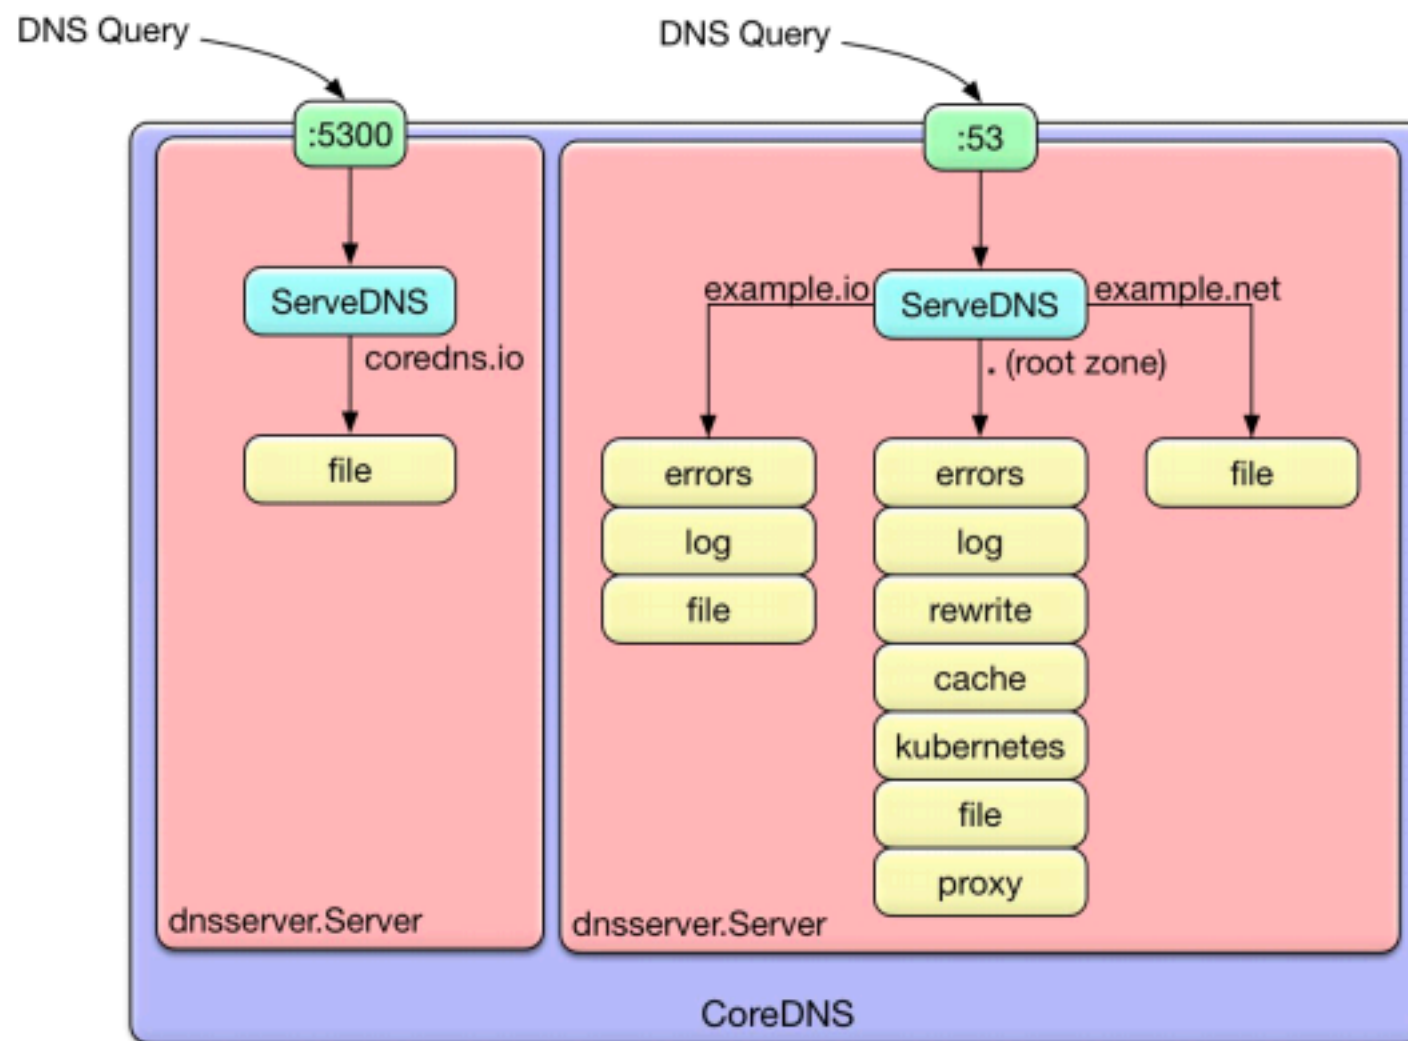 DNS Query
:5300
ServeDNS
coredns.io
file
dnsserver.Server
DNS Query
:53
example.io
ServeDNS
example.net
. (root zone)
errors
log
file
errors
log
rewrite
cache
kubernetes
file
proxy
file
dnsserver.Server
CoreDNS